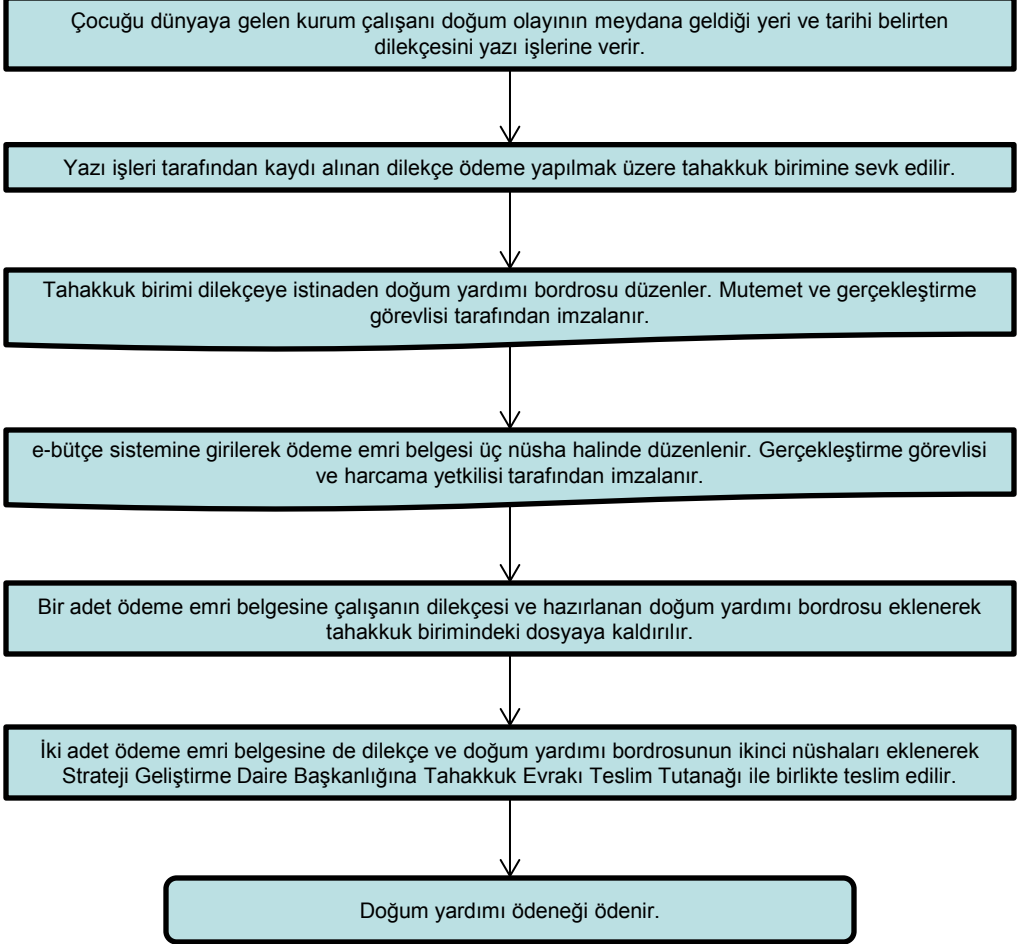 Çocuğu dünyaya gelen kurum çalışanı doğum olayının meydana geldiği yeri ve tarihi belirten
dilekçesini yazı işlerine verir.
Yazı işleri tarafından kaydı alınan dilekçe ödeme yapılmak üzere tahakkuk birimine sevk edilir.
Tahakkuk birimi dilekçeye istinaden doğum yardımı bordrosu düzenler. Mutemet ve gerçekleştirme
görevlisi tarafından imzalanır.
e-bütçe sistemine girilerek ödeme emri belgesi üç nüsha halinde düzenlenir. Gerçekleştirme görevlisi
ve harcama yetkilisi tarafından imzalanır.
Bir adet ödeme emri belgesine çalışanın dilekçesi ve hazırlanan doğum yardımı bordrosu eklenerek
tahakkuk birimindeki dosyaya kaldırılır.
İki adet ödeme emri belgesine de dilekçe ve doğum yardımı bordrosunun ikinci nüshaları eklenerek
Strateji Geliştirme Daire Başkanlığına Tahakkuk Evrakı Teslim Tutanağı ile birlikte teslim edilir.
Doğum yardımı ödeneği ödenir.